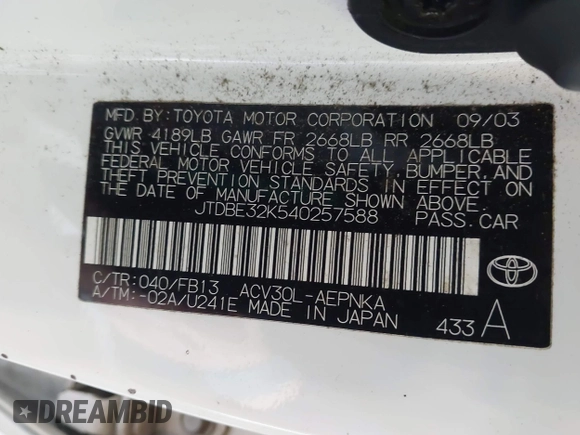 MFD. BY: TOYOTA MOTOR CORPORATION 09/03
GVWR 4189LB GAWR FR 2668LB RR 2668LB
THIS VEHICLE CONFORMS TO ALL APPLICABLE
FEDERAL MOTOR VEHICLE SAFETY, BUMPER, AND
THEFT PREVENTION STANDARDS IN EFFECT ON
THE DATE OF MANUFACTURE SHOWN ABOVE.
JTDBE32K540257588 PASS. CAR
C/TR: 040/FB13 ACV30L-AEPNKA
A/TM: -02A/U241E MADE IN JAPAN
TOYOTA
433 A
DREAMBID